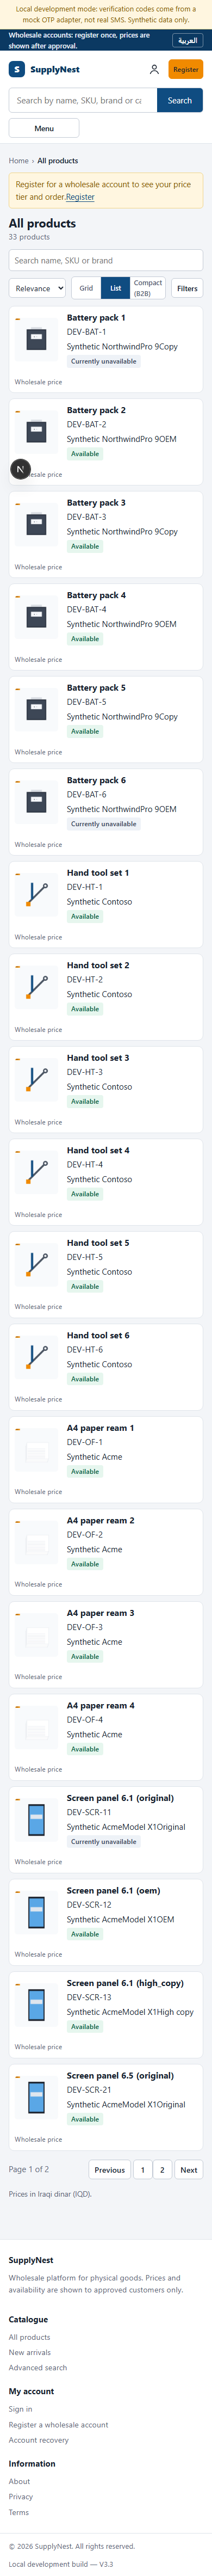 Local development mode: verification codes come from a
mock OTP adapter, not real SMS. Synthetic data only.
Wholesale accounts: register once, prices are
shown after approval.
العربية
S SupplyNest
Register
Search by name, SKU, brand or ca
Search
Menu
Home › All products
Register for a wholesale account to see your price
tier and order.Register
All products
33 products
Search name, SKU or brand
Relevance
Grid
List
Compact
(B2B)
Filters
Battery pack 1
DEV-BAT-1
Synthetic NorthwindPro 9Copy
Currently unavailable
Wholesale price
Battery pack 2
DEV-BAT-2
Synthetic NorthwindPro 9OEM
Available
N
lesale price
Battery pack 3
DEV-BAT-3
Synthetic NorthwindPro 9Copy
Available
Wholesale price
Battery pack 4
DEV-BAT-4
Synthetic NorthwindPro 9OEM
Available
Wholesale price
Battery pack 5
DEV-BAT-5
Synthetic NorthwindPro 9Copy
Available
Wholesale price
Battery pack 6
DEV-BAT-6
Synthetic NorthwindPro 9OEM
Currently unavailable
Wholesale price
Hand tool set 1
DEV-HT-1
Synthetic Contoso
Available
Wholesale price
Hand tool set 2
DEV-HT-2
Synthetic Contoso
Available
Wholesale price
Hand tool set 3
DEV-HT-3
Synthetic Contoso
Available
Wholesale price
Hand tool set 4
DEV-HT-4
Synthetic Contoso
Available
Wholesale price
Hand tool set 5
DEV-HT-5
Synthetic Contoso
Available
Wholesale price
Hand tool set 6
DEV-HT-6
Synthetic Contoso
Available
Wholesale price
A4 paper ream 1
DEV-OF-1
Synthetic Acme
Available
Wholesale price
A4 paper ream 2
DEV-OF-2
Synthetic Acme
Available
Wholesale price
A4 paper ream 3
DEV-OF-3
Synthetic Acme
Available
Wholesale price
A4 paper ream 4
DEV-OF-4
Synthetic Acme
Available
Wholesale price
Screen panel 6.1 (original)
DEV-SCR-11
Synthetic AcmeModel X1Original
Currently unavailable
Wholesale price
Screen panel 6.1 (oem)
DEV-SCR-12
Synthetic AcmeModel X1OEM
Available
Wholesale price
Screen panel 6.1 (high_copy)
DEV-SCR-13
Synthetic AcmeModel X1High copy
Available
Wholesale price
Screen panel 6.5 (original)
DEV-SCR-21
Synthetic AcmeModel X1Original
Available
Wholesale price
Page 1 of 2
Previous
1
2
Next
Prices in Iraqi dinar (IQD).
SupplyNest
Wholesale platform for physical goods. Prices and
availability are shown to approved customers only.
Catalogue
All products
New arrivals
Advanced search
My account
Sign in
Register a wholesale account
Account recovery
Information
About
Privacy
Terms
© 2026 SupplyNest. All rights reserved.
Local development build — V3.3